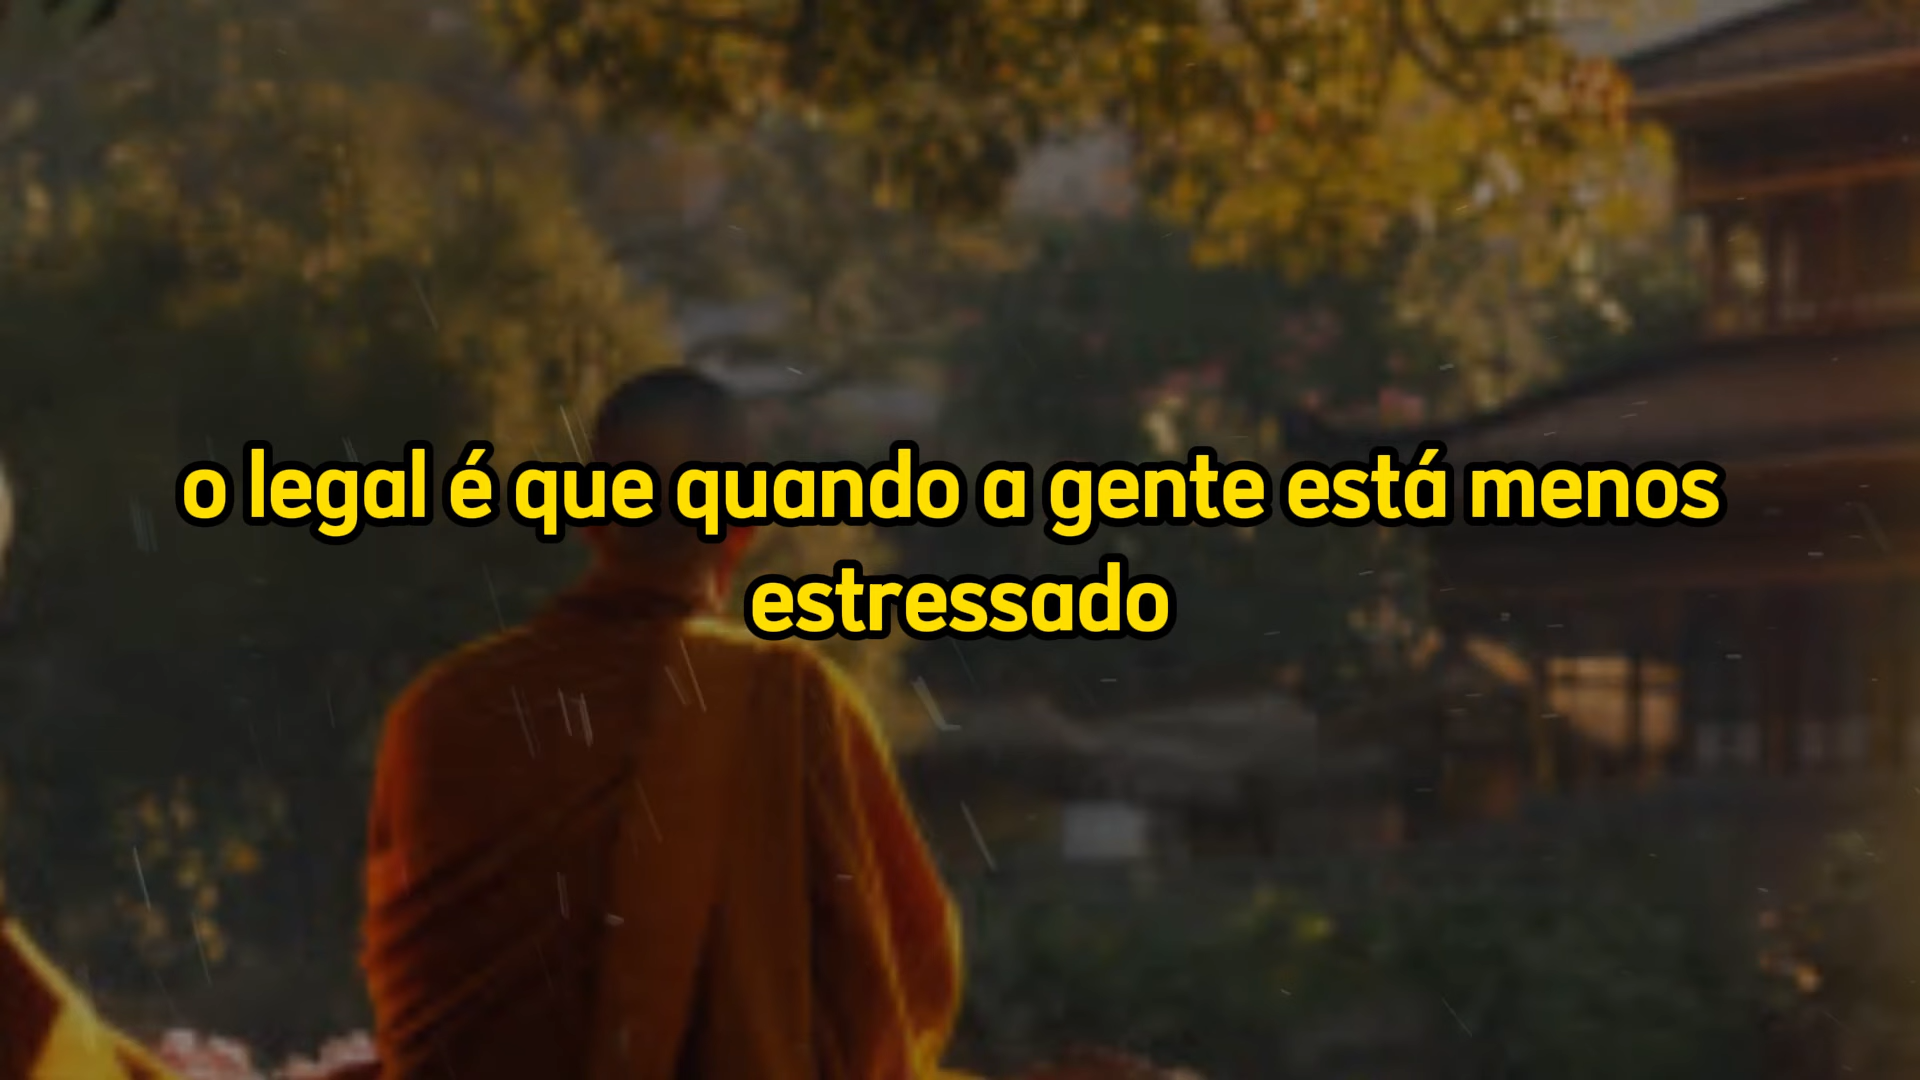 o legal é que quando a gente está menos
estressado